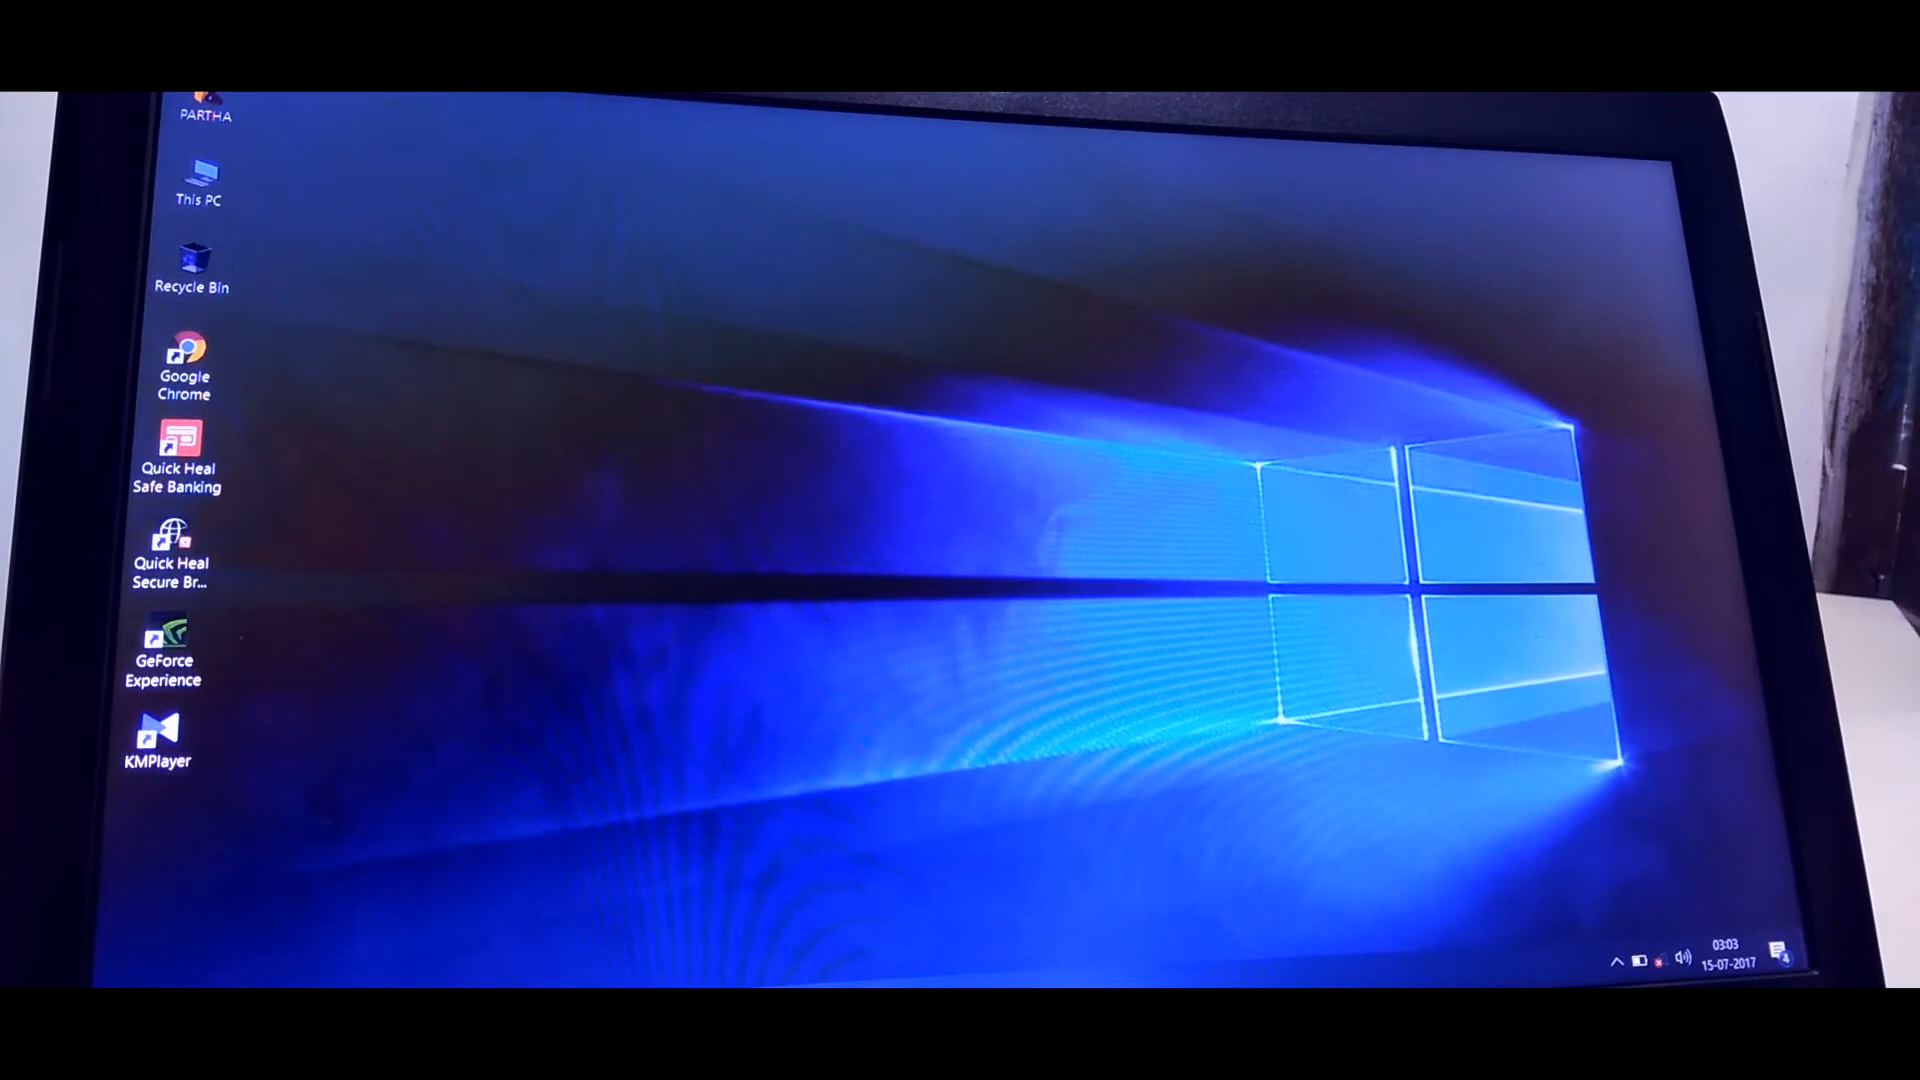 PARTHA
This PC
Recycle Bin
Google
Chrome
Quick Heal
Safe Banking
Quick Heal
Secure Br...
GeForce
Experience
KMPlayer
03:03
15-07-2017
4